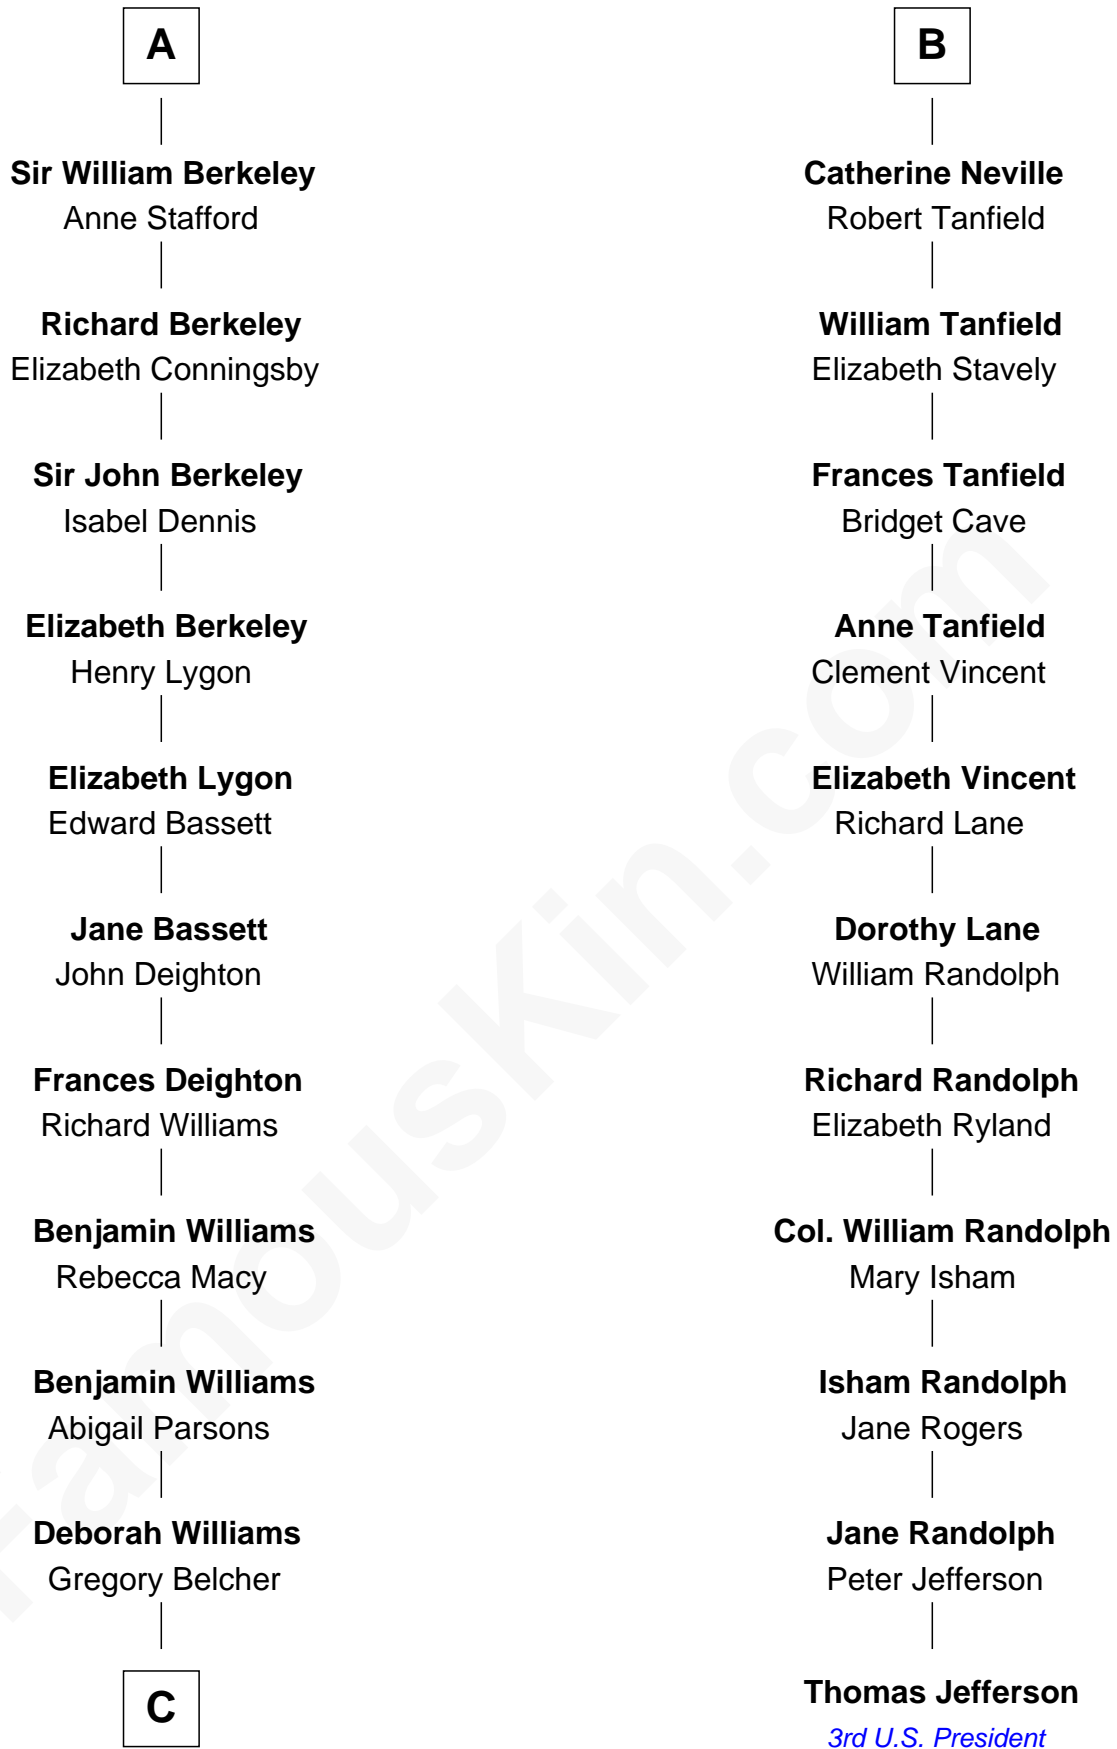 A
Sir William Berkeley
Anne Stafford
Richard Berkeley
Elizabeth Conningsby
Sir John Berkeley
Isabel Dennis
Elizabeth Berkeley
Henry Lygon
Elizabeth Lygon
Edward Bassett
Jane Bassett
John Deighton
Frances Deighton
Richard Williams
Benjamin Williams
Rebecca Macy
Benjamin Williams
Abigail Parsons
Deborah Williams
Gregory Belcher
C
B
Catherine Neville
Robert Tanfield
William Tanfield
Elizabeth Stavely
Frances Tanfield
Bridget Cave
Anne Tanfield
Clement Vincent
Elizabeth Vincent
Richard Lane
Dorothy Lane
William Randolph
Richard Randolph
Elizabeth Ryland
Col. William Randolph
Mary Isham
Isham Randolph
Jane Rogers
Jane Randolph
Peter Jefferson
Thomas Jefferson
3rd U.S. President
FamousKin.com